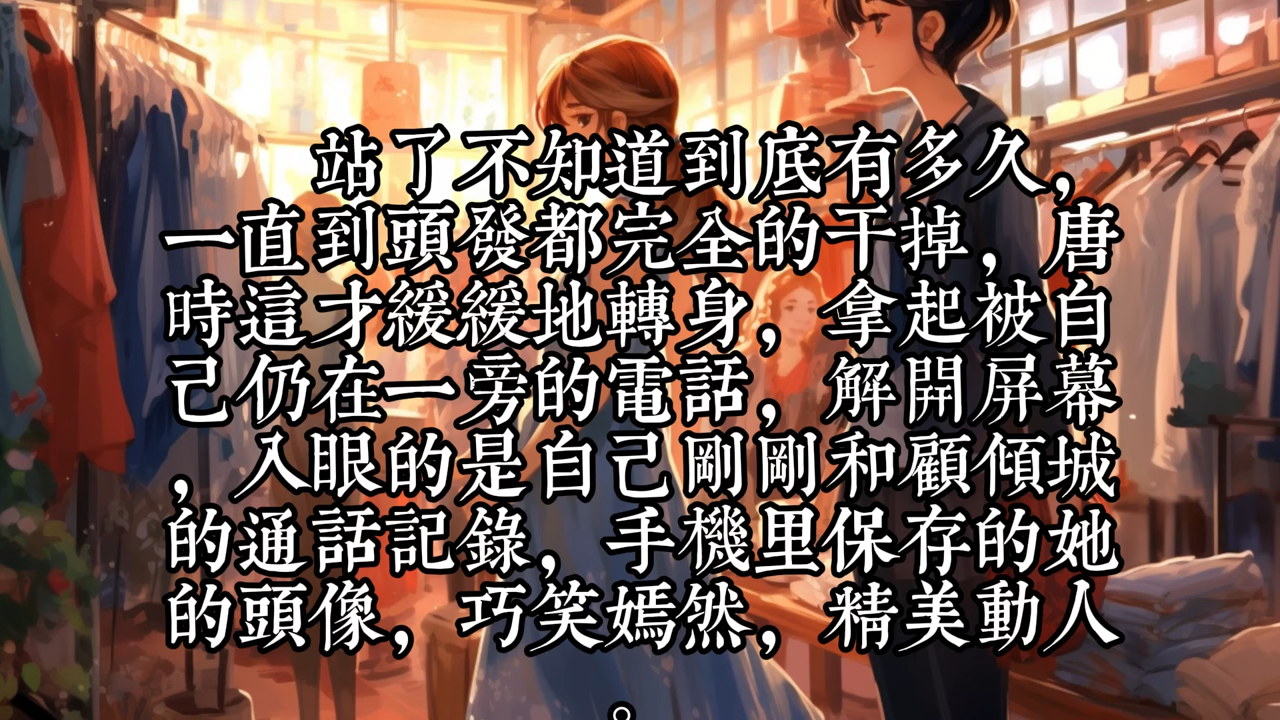 站了不知道到底有多久，
一直到頭發都完全的干掉，唐
時這才緩緩地轉身，拿起被自
己仍在一旁的電話，解開屏幕
，入眼的是自己剛剛和顧傾城
的通話記錄，手機里保存的她
的頭像，巧笑嫣然，精美動人
。